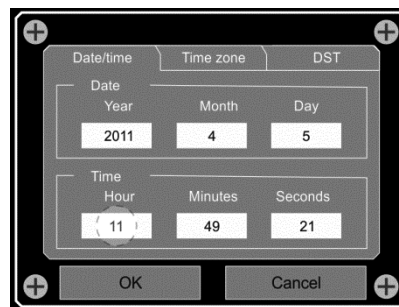 Date/time Time zone DST
Date
Year Month Day
2011 4 5
Time
Hour Minutes Seconds
11 49 21
OK Cancel